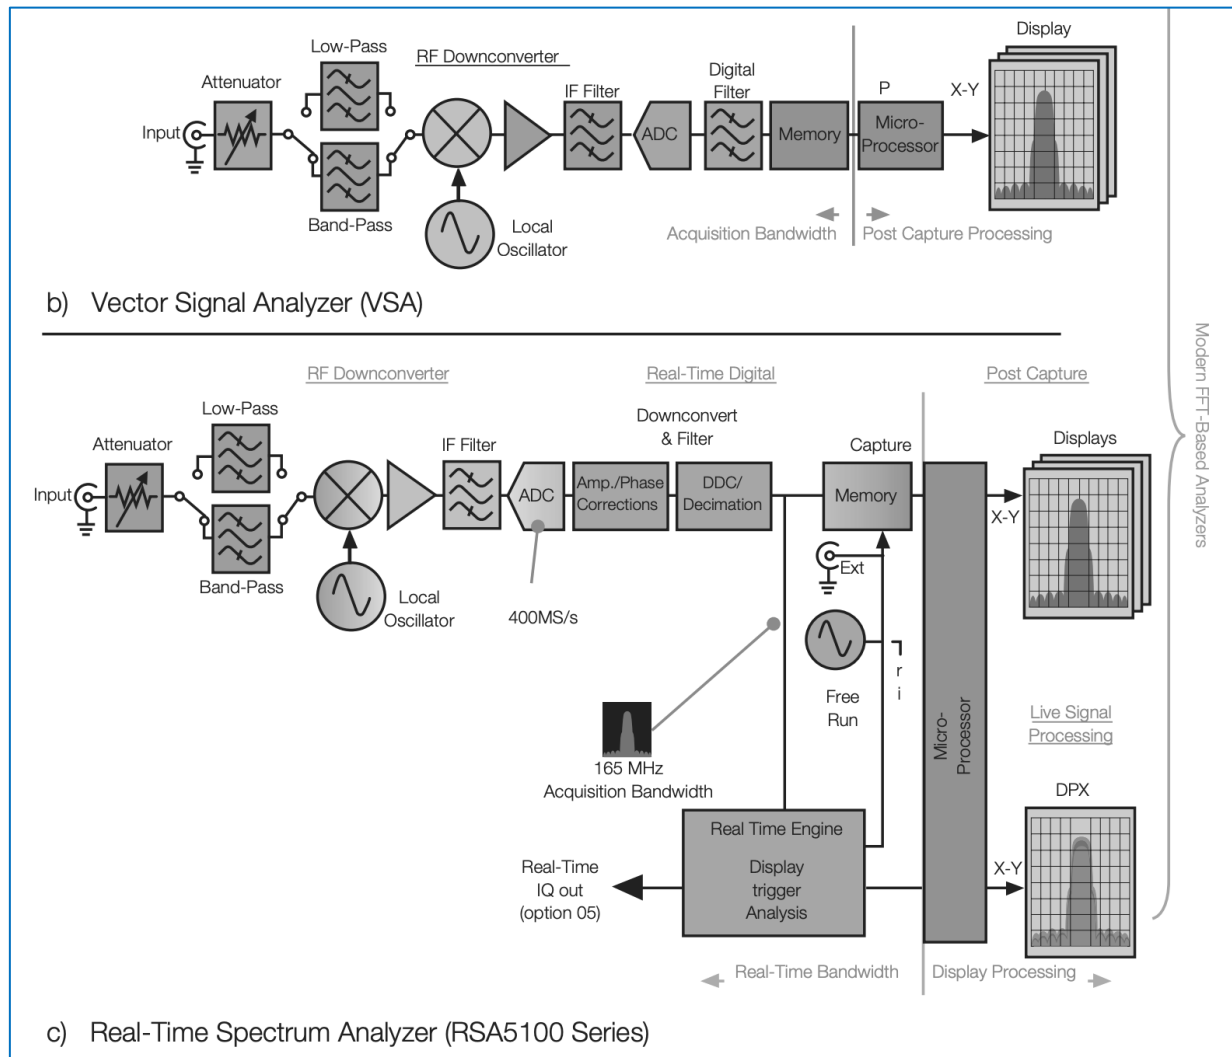 Low-Pass
RF Downconverter
Display
Attenuator
IF Filter
Digital
Filter
P
X-Y
Input
ADC
Memory
Micro-
Processor
Band-Pass
Local
Oscillator
Acquisition Bandwidth
Post Capture Processing
b) Vector Signal Analyzer (VSA)
Modern FFT-Based Analyzers
RF Downconverter
Real-Time Digital
Post Capture
Low-Pass
Downconvert
& Filter
Attenuator
IF Filter
Capture
Displays
Input
ADC
Amp./Phase
Corrections
DDC/
Decimation
Memory
X-Y
Ext
Band-Pass
Local
Oscillator
400MS/s
r
i
Free
Run
Micro-
Processor
Live Signal
Processing
165 MHz
Acquisition Bandwidth
DPX
Real Time Engine
Display
trigger
Analysis
Real-Time
IQ out
(option 05)
X-Y
Real-Time Bandwidth
Display Processing
c) Real-Time Spectrum Analyzer (RSA5100 Series)